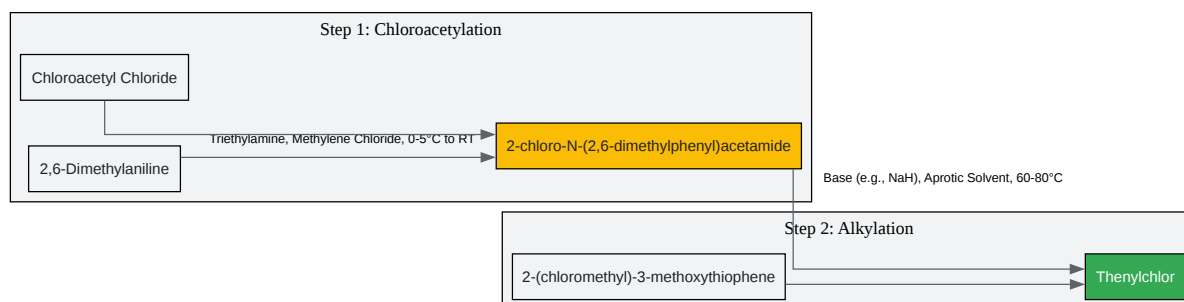 Step 1: Chloroacetylation
Chloroacetyl Chloride
Triethylamine, Methylene Chloride, 0-5°C to RT
2-chloro-N-(2,6-dimethylphenyl)acetamide
2,6-Dimethylaniline
Base (e.g., NaH), Aprotic Solvent, 60-80°C
Step 2: Alkylation
2-(chloromethyl)-3-methoxythiophene
Thenylchlor